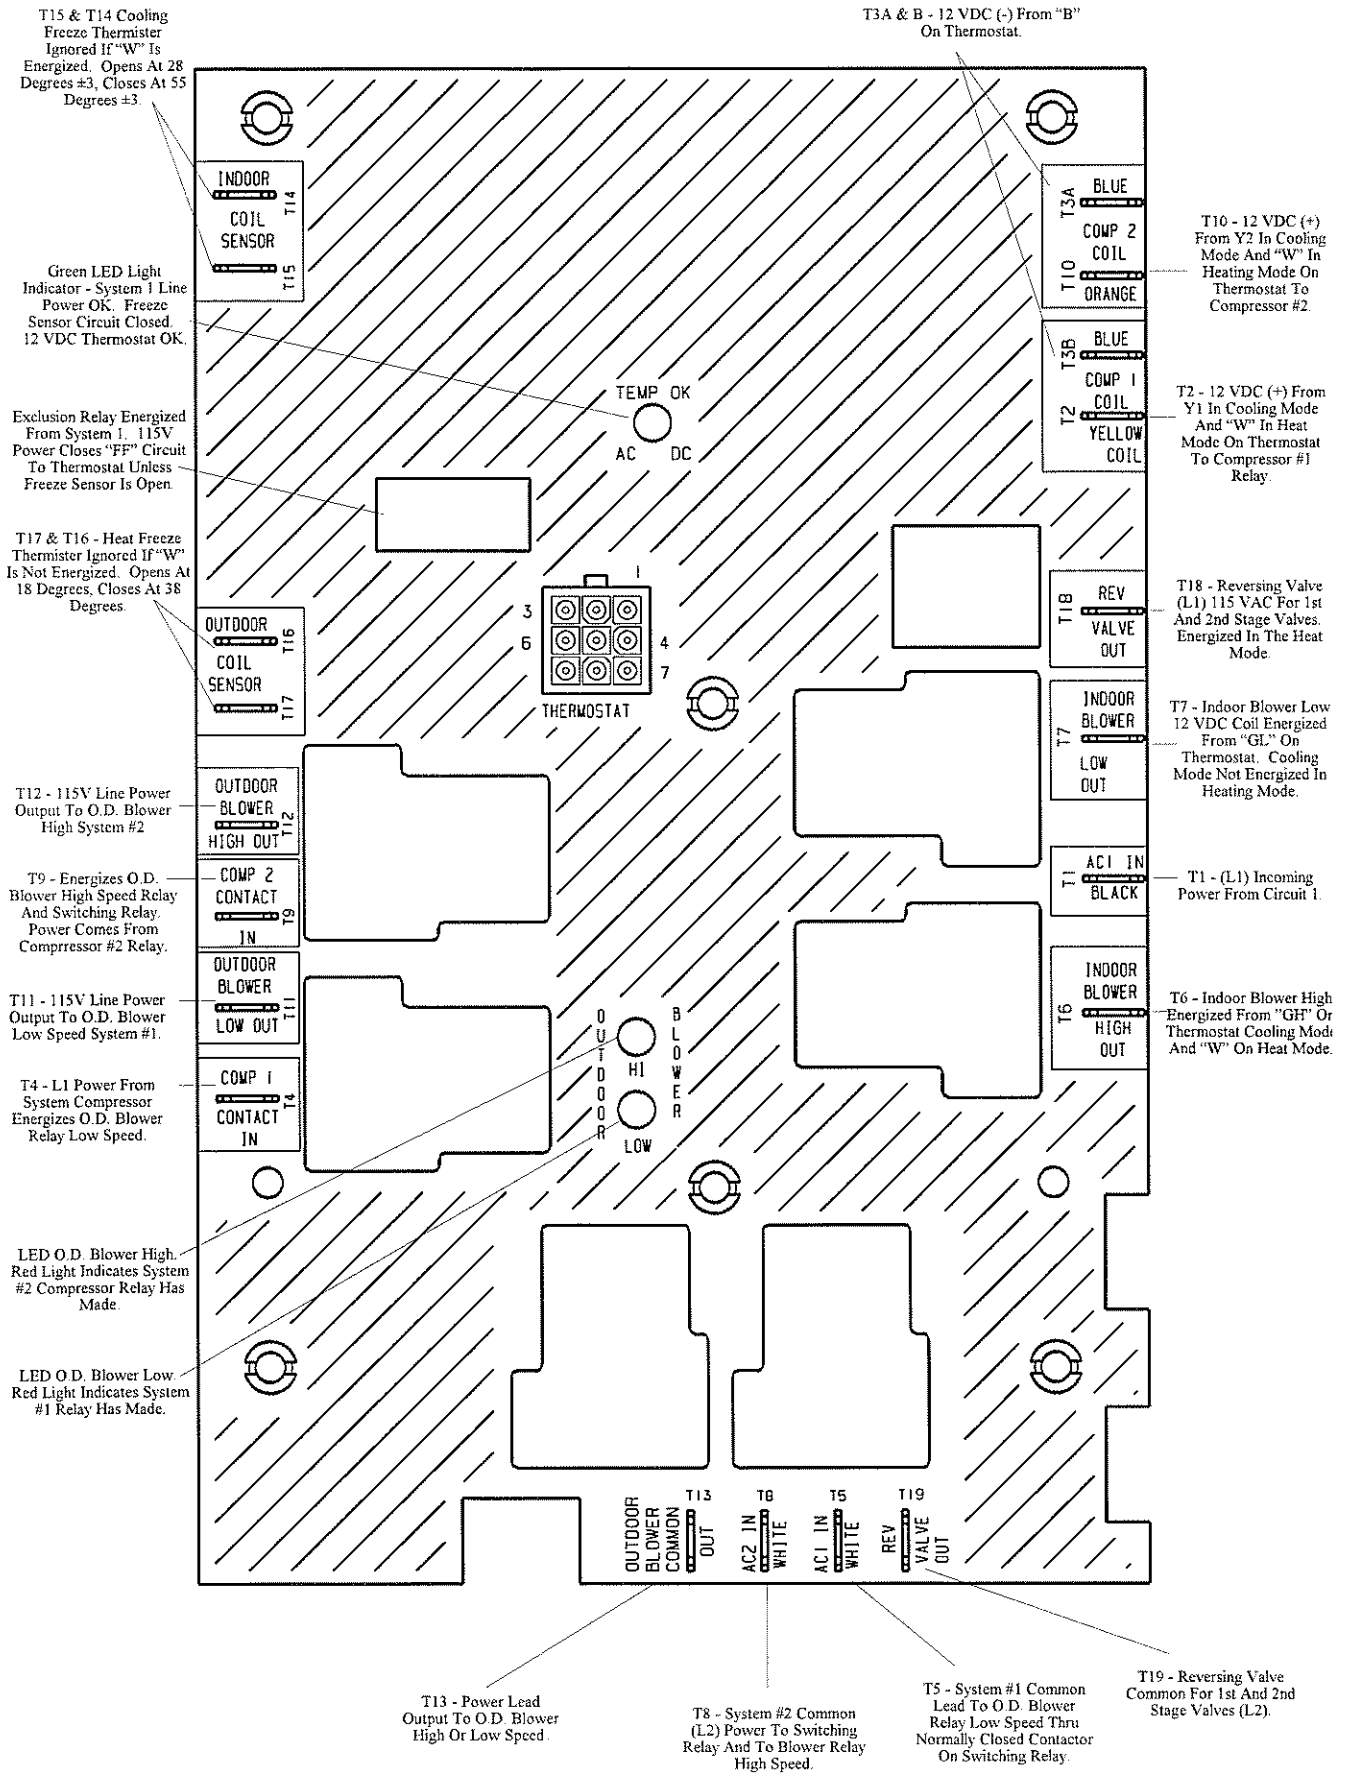 T15 & T14 Cooling
Freeze Thermister
Ignored If "W" Is
Energized. Opens At 28
Degrees ±3, Closes At 55
Degrees ±3.
T3A & B - 12 VDC (-) From "B"
On Thermostat.
INDOOR
T14
COIL
SENSOR
T15
BLUE
T3A
COMP 2
COIL
T10
ORANGE
T10 - 12 VDC (+)
From Y2 In Cooling
Mode And "W" In
Heating Mode On
Thermostat To
Compressor #2.
Green LED Light
Indicator - System 1 Line
Power OK. Freeze
Sensor Circuit Closed.
12 VDC Thermostat OK.
BLUE
T3B
COMP 1
COIL
T2
YELLOW
COIL
T2 - 12 VDC (+) From
Y1 In Cooling Mode
And "W" In Heat
Mode On Thermostat
To Compressor #1
Relay.
TEMP OK
AC DC
Exclusion Relay Energized
From System 1. 115V
Power Closes "FF" Circuit
To Thermostat Unless
Freeze Sensor Is Open.
T17 & T16 - Heat Freeze
Thermister Ignored If "W"
Is Not Energized. Opens At
18 Degrees, Closes At 38
Degrees.
OUTDOOR
T16
COIL
SENSOR
T17
1
3
6 4
7
THERMOSTAT
REV
T18
VALVE
OUT
T18 - Reversing Valve
(L1) 115 VAC For 1st
And 2nd Stage Valves.
Energized In The Heat
Mode.
INDOOR
BLOWER
T7
LOW
OUT
T7 - Indoor Blower Low
12 VDC Coil Energized
From "GL" On
Thermostat. Cooling
Mode Not Energized In
Heating Mode.
T12 - 115V Line Power
Output To O.D. Blower
High System #2
OUTDOOR
BLOWER
T12
HIGH OUT
T9 - Energizes O.D.
Blower High Speed Relay
And Switching Relay.
Power Comes From
Comprressor #2 Relay.
COMP 2
CONTACT
T9
IN
AC1 IN
T1
BLACK
T1 - (L1) Incoming
Power From Circuit 1.
T11 - 115V Line Power
Output To O.D. Blower
Low Speed System #1.
OUTDOOR
BLOWER
T11
LOW OUT
INDOOR
BLOWER
T6
HIGH
OUT
T6 - Indoor Blower High
Energized From "GH" On
Thermostat Cooling Mode
And "W" On Heat Mode.
T4 - L1 Power From
System Compressor
Energizes O.D. Blower
Relay Low Speed.
COMP 1
T4
CONTACT
IN
OUTDOOR
BLOWER
HI
LOW
LED O.D. Blower High.
Red Light Indicates System
#2 Compressor Relay Has
Made.
LED O.D. Blower Low.
Red Light Indicates System
#1 Relay Has Made.
OUTDOOR
BLOWER
COMMON
T13
OUT
T8
AC2 IN
WHITE
T5
AC1 IN
WHITE
T19
REV
VALVE
OUT
T13 - Power Lead
Output To O.D. Blower
High Or Low Speed.
T8 - System #2 Common
(L2) Power To Switching
Relay And To Blower Relay
High Speed.
T5 - System #1 Common
Lead To O.D. Blower
Relay Low Speed Thru
Normally Closed Contactor
On Switching Relay.
T19 - Reversing Valve
Common For 1st And 2nd
Stage Valves (L2).